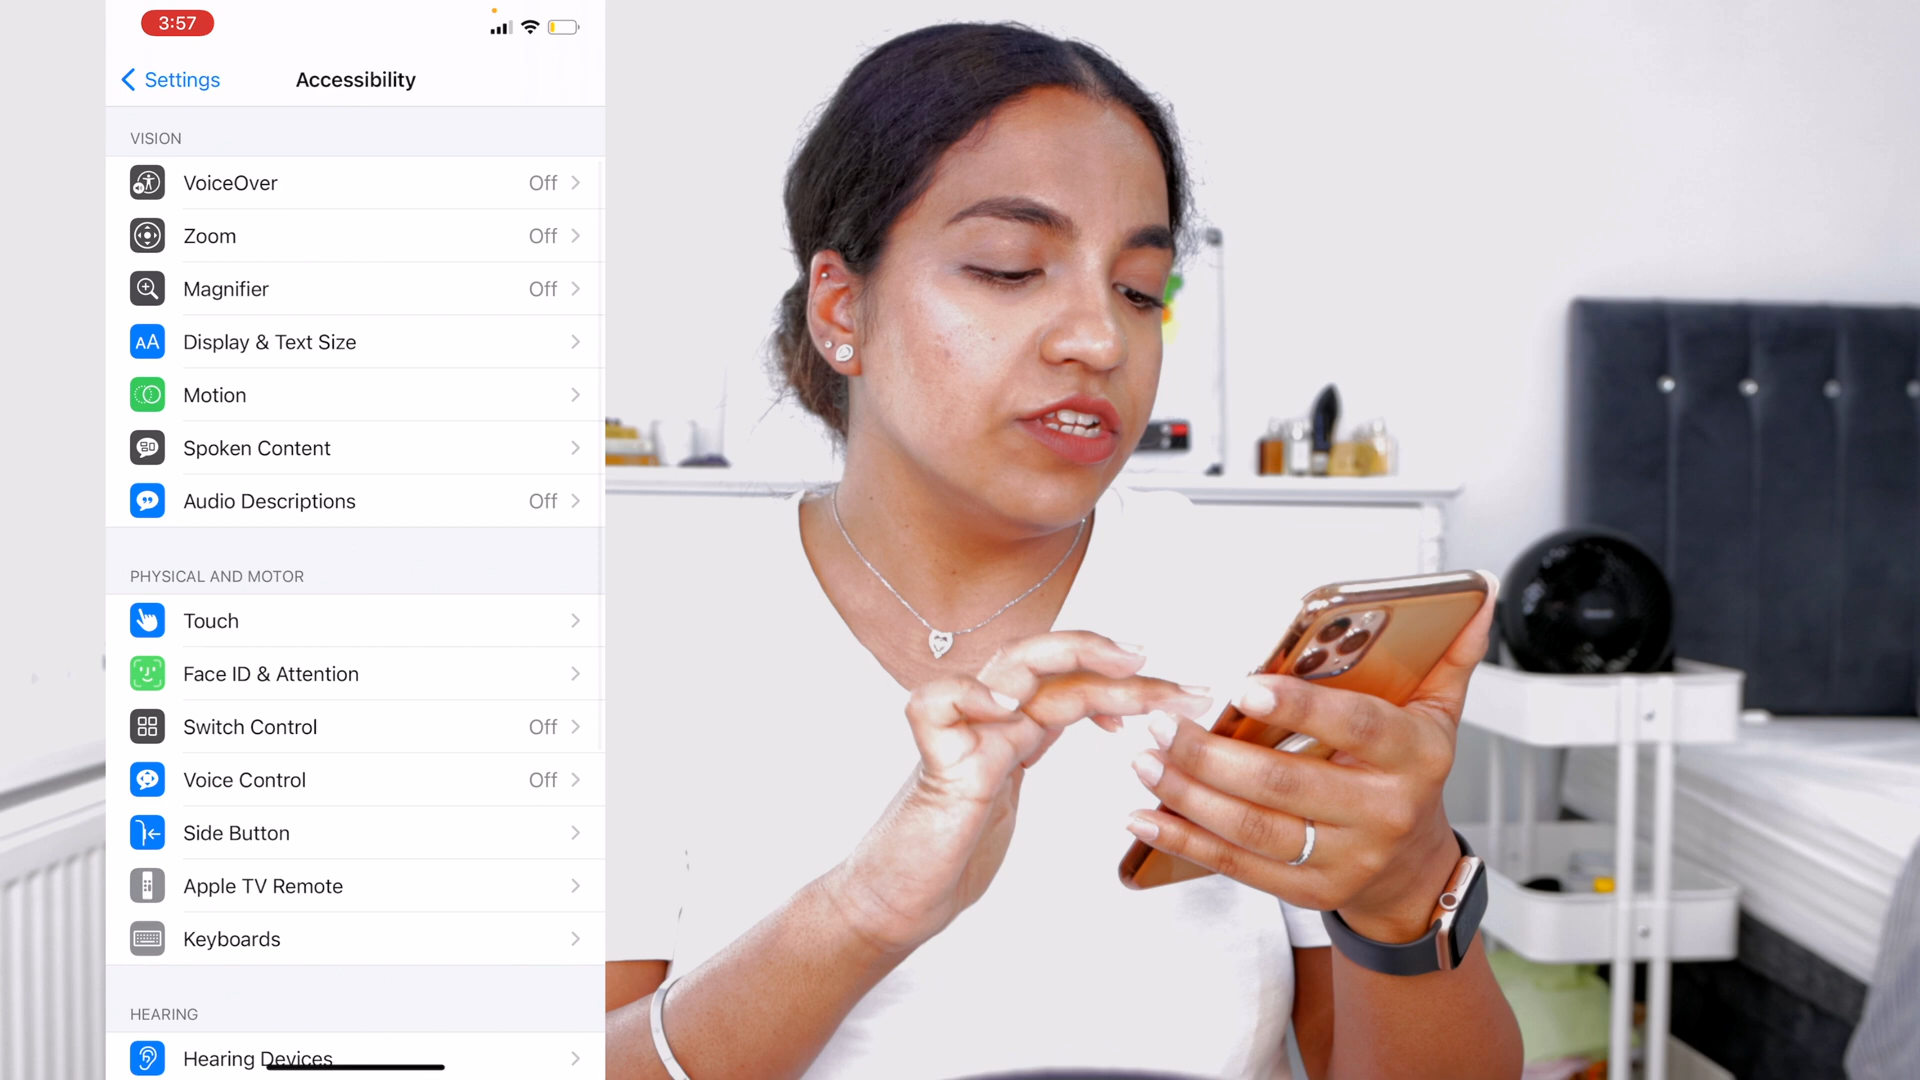 3:57
Settings
Accessibility
VISION
VoiceOver Off
Zoom Off
Magnifier Off
AA Display & Text Size
Motion
Spoken Content
Audio Descriptions Off
PHYSICAL AND MOTOR
Touch
Face ID & Attention
Switch Control Off
Voice Control Off
Side Button
Apple TV Remote
Keyboards
HEARING
Hearing Devices